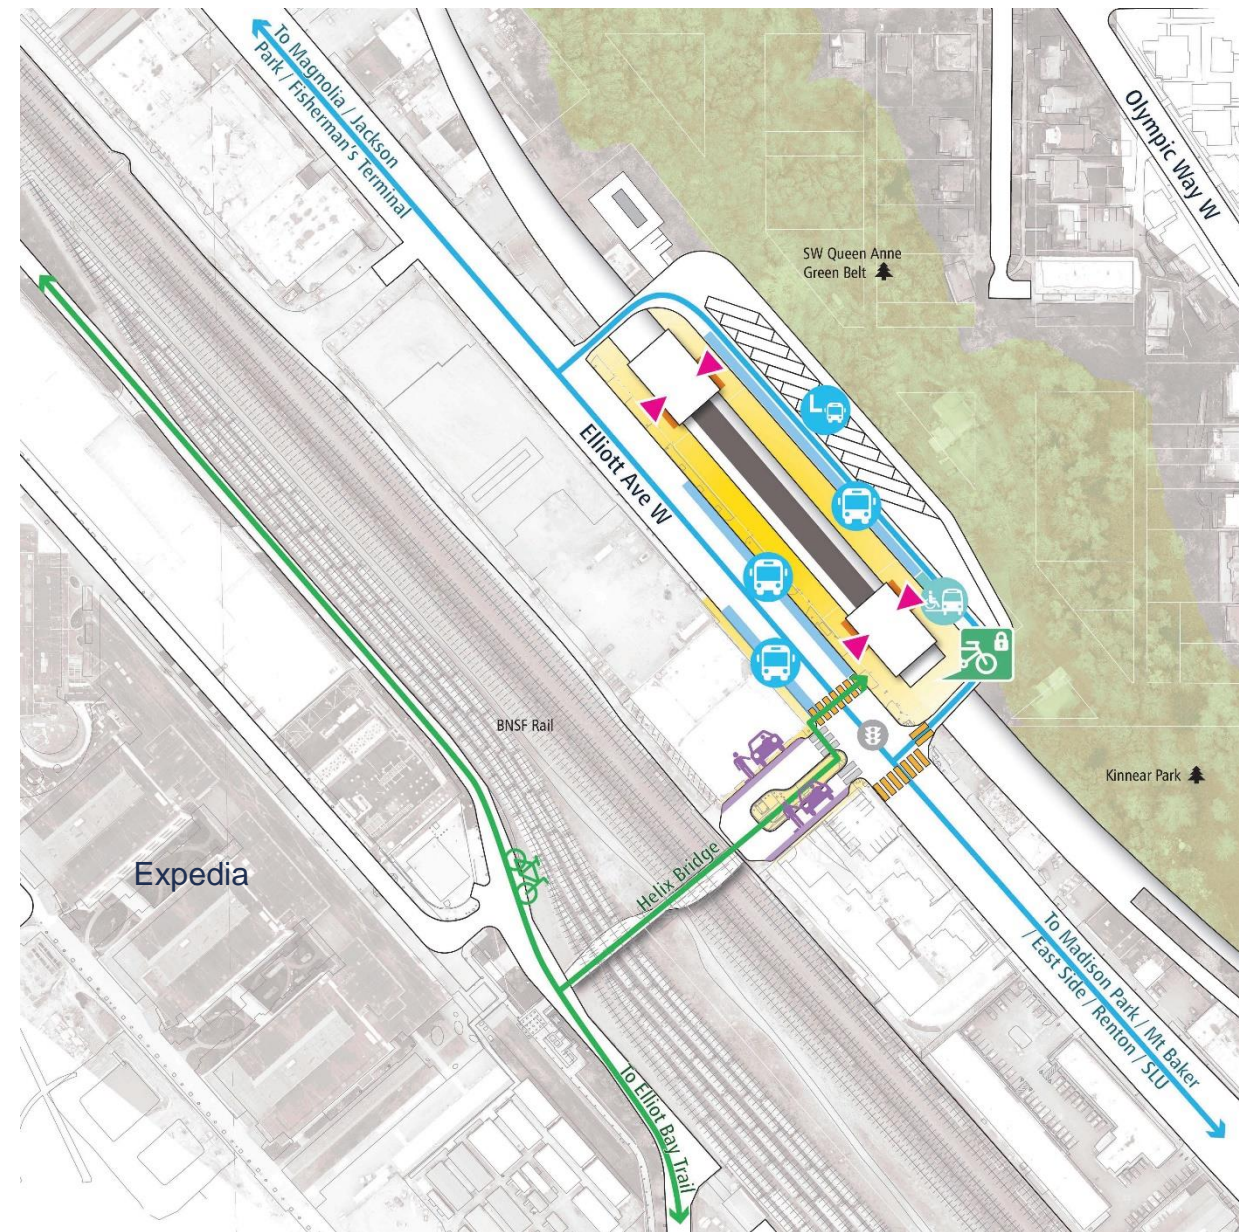 To Magnolia / Jackson
Park / Fisherman's Terminal
Olympic Way W
SW Queen Anne
Green Belt
L
Elliott Ave W
BNSF Rail
Kinnear Park
Expedia
Helix Bridge
To Madison Park / Mt Baker
/ East Side / Renton / SLU
To Elliot Bay Trail